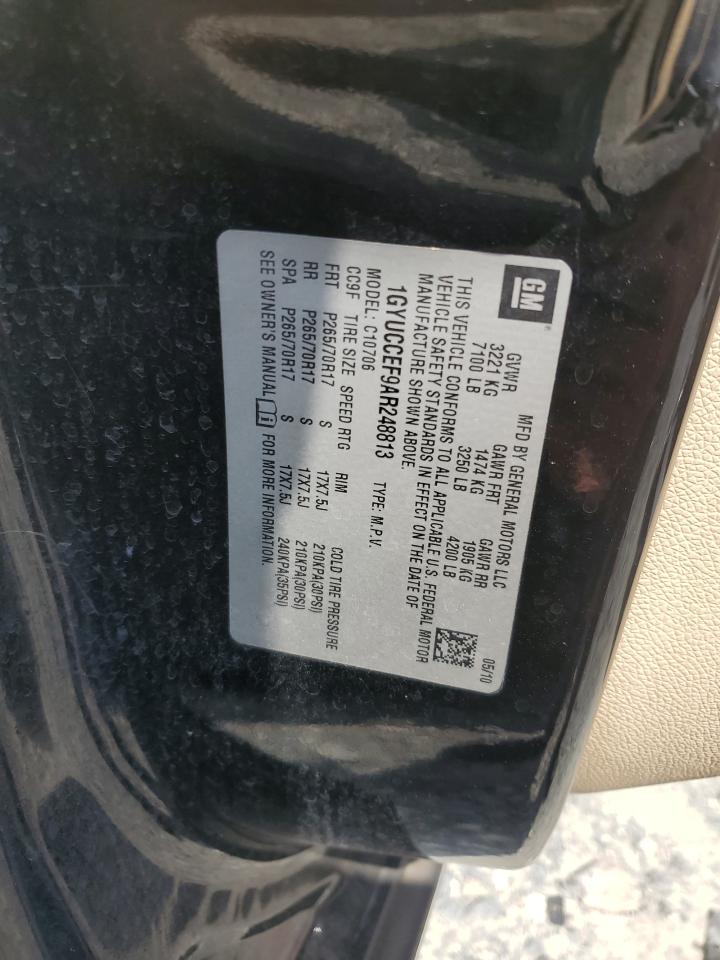 GM®
MFD BY GENERAL MOTORS LLC 05/10
GVWR GAWR FRT GAWR RR
3221 KG 1474 KG 1905 KG
7100 LB 3250 LB 4200 LB
THIS VEHICLE CONFORMS TO ALL APPLICABLE U.S. FEDERAL MOTOR
VEHICLE SAFETY STANDARDS IN EFFECT ON THE DATE OF
MANUFACTURE SHOWN ABOVE.
1GYUCCEF9AR248813 TYPE: M.P.V.
MODEL: C10706
CC9F TIRE SIZE SPEED RTG RIM COLD TIRE PRESSURE
FRT P265/70R17 S 17X7.5J 210KPA(30PSI)
RR P265/70R17 S 17X7.5J 210KPA(30PSI)
SPA P265/70R17 S 17X7.5J 240KPA(35PSI)
SEE OWNER'S MANUAL FOR MORE INFORMATION.